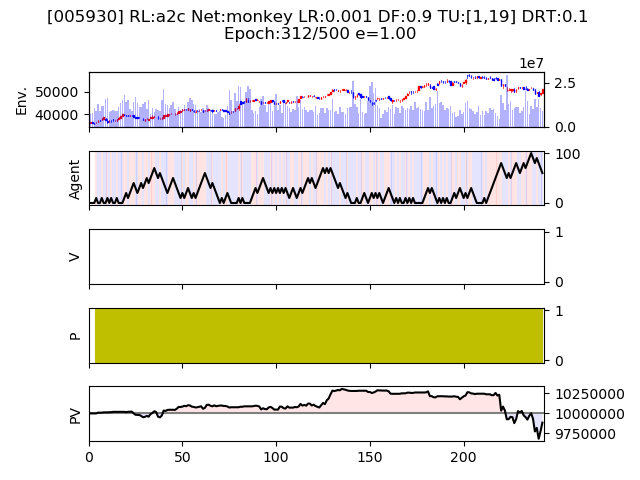 [005930] RL:a2c Net:monkey LR:0.001 DF:0.9 TU:[1,19] DRT:0.1
Epoch:312/500 e=1.00
1e7
Env.
50000
40000
2.5
0.0
Agent
100
0
V
1
0
P
1
0
PV
10250000
10000000
9750000
0 50 100 150 200